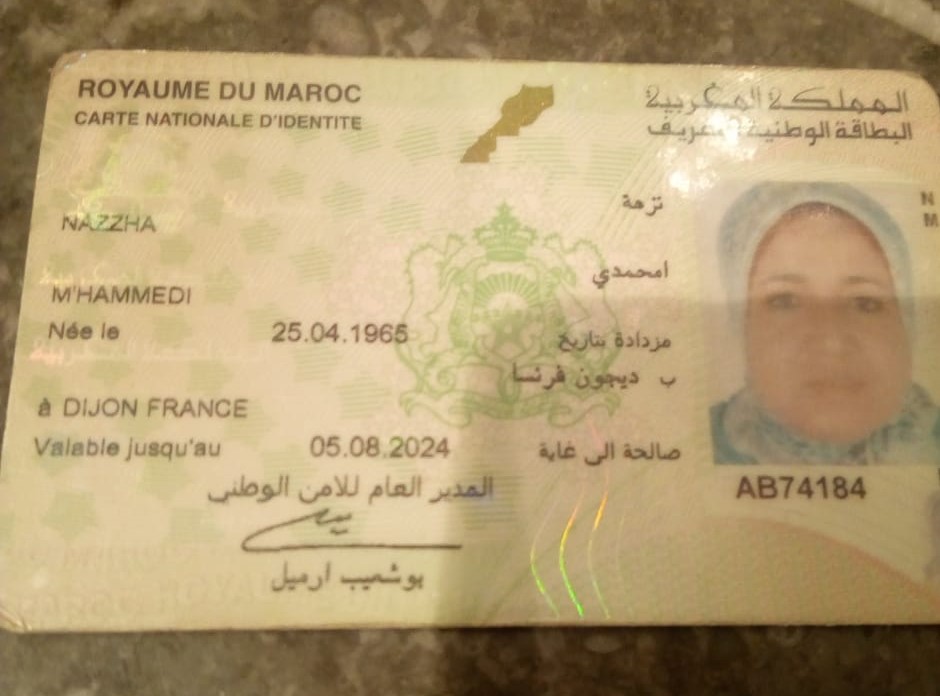 ROYAUME DU MAROC
المملكة المغربية
CARTE NATIONALE D'IDENTITE
البطاقة الوطنية للتعريف
نزهة
NAZZHA
امحمدي
M'HAMMEDI
Née le 25.04.1965 مزدادة بتاريخ
ب ديجون فرنسا
à DIJON FRANCE
Valable jusqu'au 05.08.2024 صالحة الى غاية
المدير العام للامن الوطني
بوشعيب ارميل
AB74184
N
M